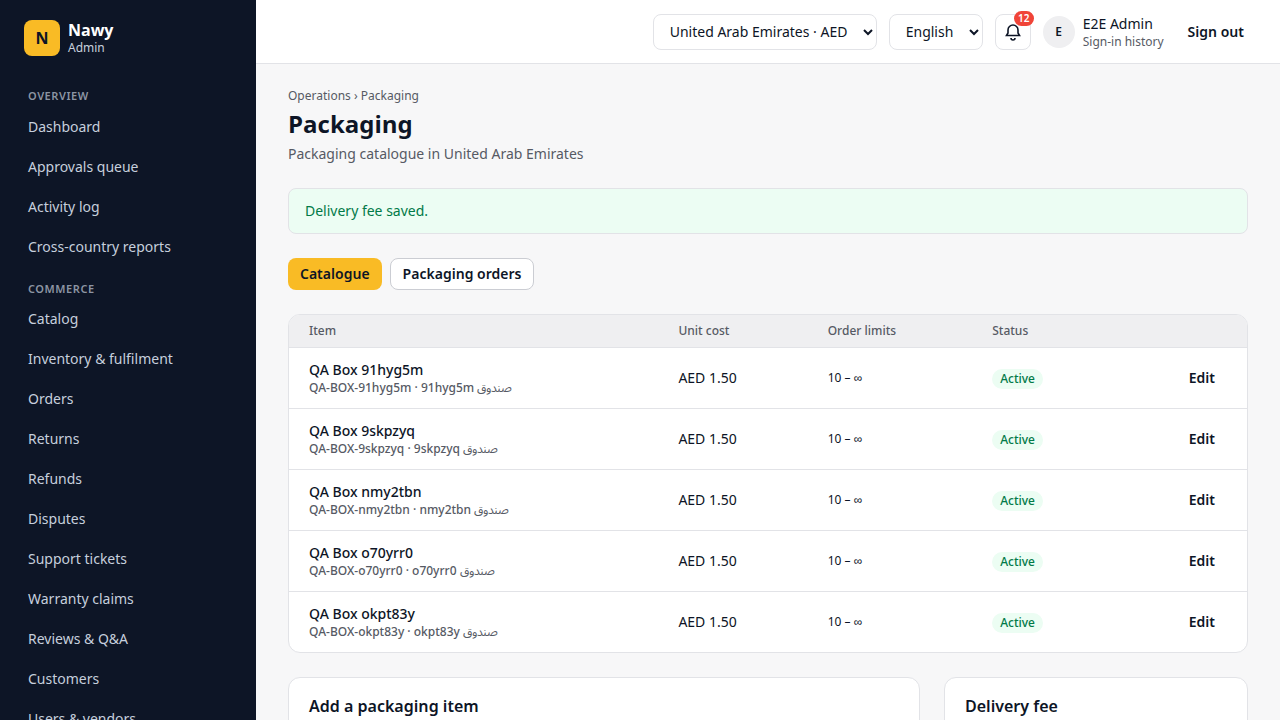 N
Nawy
Admin
OVERVIEW
Dashboard
Approvals queue
Activity log
Cross-country reports
COMMERCE
Catalog
Inventory & fulfilment
Orders
Returns
Refunds
Disputes
Support tickets
Warranty claims
Reviews & Q&A
Customers
Users & vendors
United Arab Emirates · AED
English
12
E
E2E Admin
Sign-in history
Sign out
Operations › Packaging
Packaging
Packaging catalogue in United Arab Emirates
Delivery fee saved.
Catalogue
Packaging orders
Item Unit cost Order limits Status
QA Box 91hyg5m
QA-BOX-91hyg5m · 91hyg5m صندوق
AED 1.50 10 – ∞ Active Edit
QA Box 9skpzyq
QA-BOX-9skpzyq · 9skpzyq صندوق
AED 1.50 10 – ∞ Active Edit
QA Box nmy2tbn
QA-BOX-nmy2tbn · nmy2tbn صندوق
AED 1.50 10 – ∞ Active Edit
QA Box o70yrr0
QA-BOX-o70yrr0 · o70yrr0 صندوق
AED 1.50 10 – ∞ Active Edit
QA Box okpt83y
QA-BOX-okpt83y · okpt83y صندوق
AED 1.50 10 – ∞ Active Edit
Add a packaging item
Delivery fee